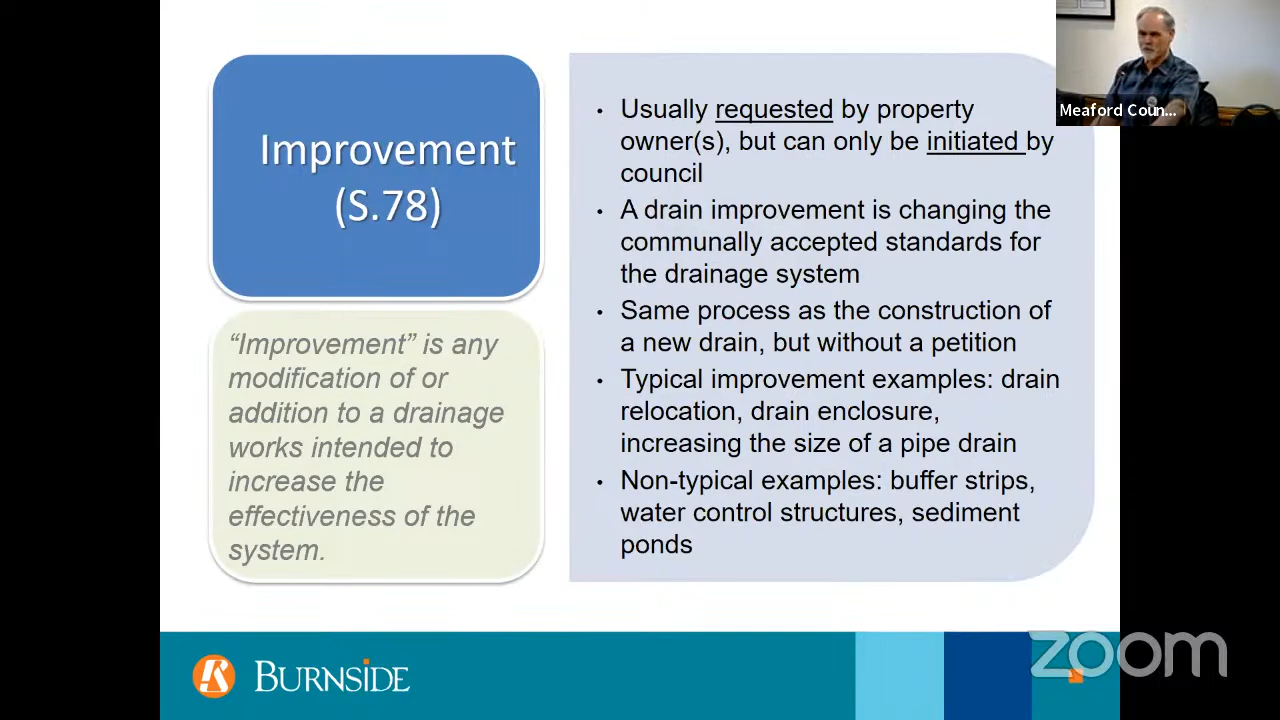 Improvement
(S.78)
“Improvement” is any
modification of or
addition to a drainage
works intended to
increase the
effectiveness of the
system.
• Usually requested by property
owner(s), but can only be initiated by
council
• A drain improvement is changing the
communally accepted standards for
the drainage system
• Same process as the construction of
a new drain, but without a petition
• Typical improvement examples: drain
relocation, drain enclosure,
increasing the size of a pipe drain
• Non-typical examples: buffer strips,
water control structures, sediment
ponds
Meaford Coun...
BURNSIDE
zoom